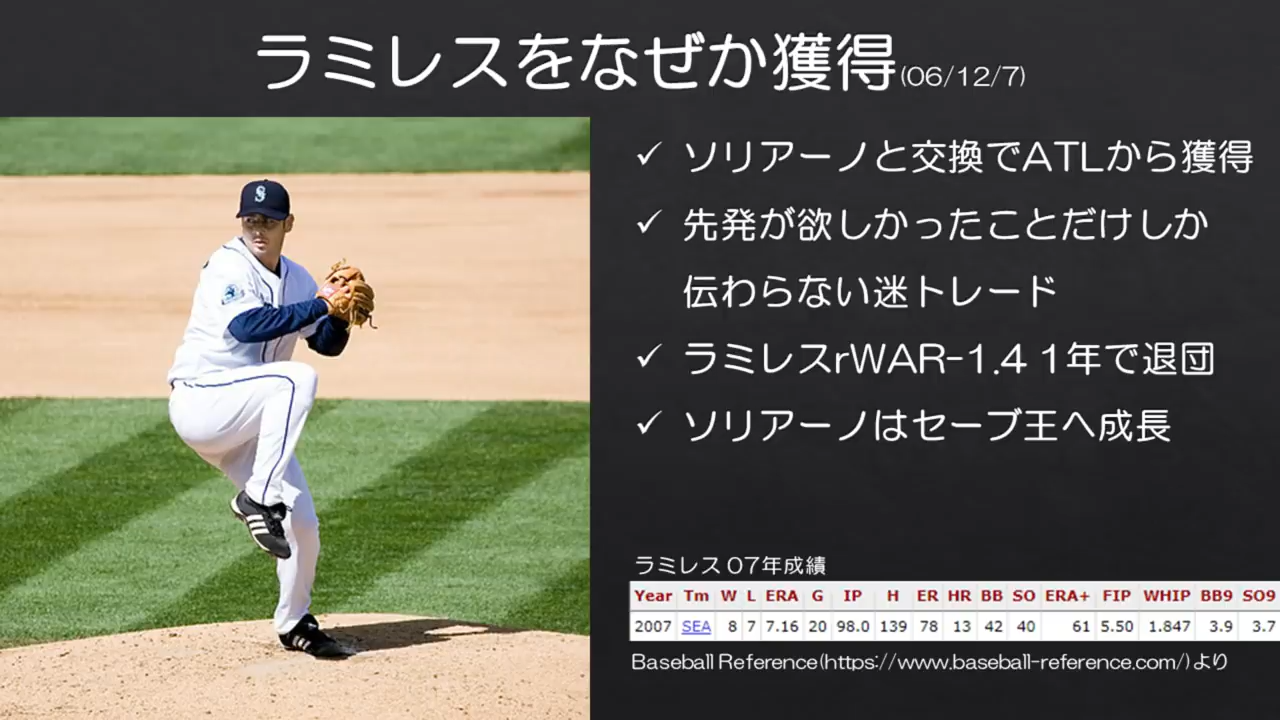 ラミレスをなぜか獲得(06/12/7)
✓ ソリアーノと交換でATLから獲得
✓ 先発が欲しかったことだけしか
伝わらない迷トレード
✓ ラミレスrWAR-1.4 1年で退団
✓ ソリアーノはセーブ王へ成長
S
ラミレス 07年成績
Year Tm W L ERA G IP H ER HR BB SO ERA+ FIP WHIP BB9 SO9
2007 SEA 8 7 7.16 20 98.0 139 78 13 42 40 61 5.50 1.847 3.9 3.7
Baseball Reference(https://www.baseball-reference.com/)より